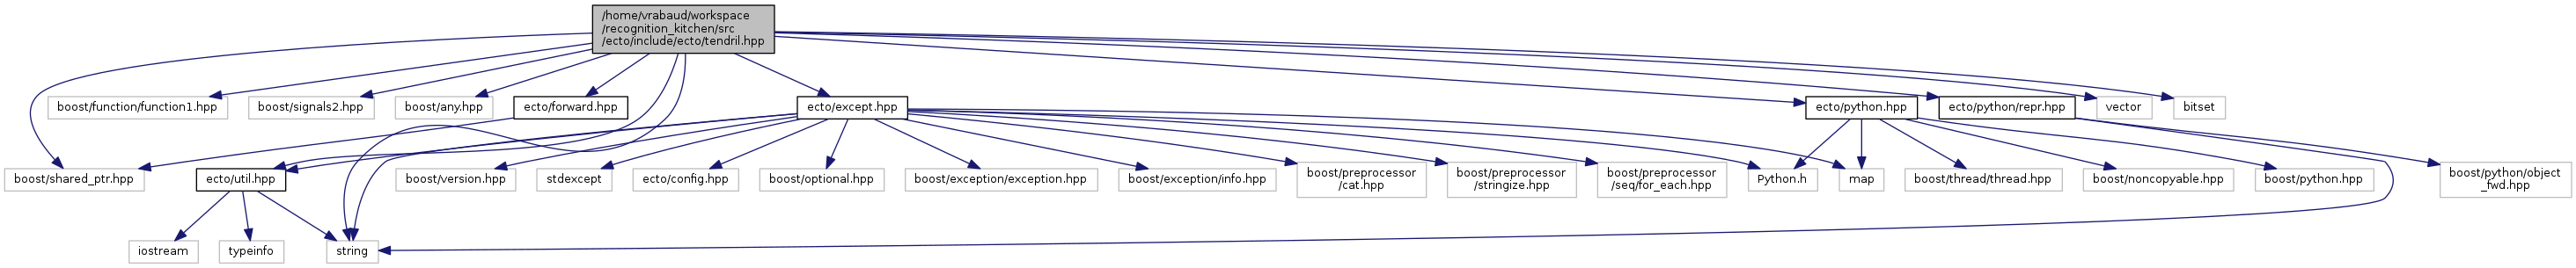 /home/vrabaud/workspace
/recognition_kitchen/src
/ecto/include/ecto/tendril.hpp
boost/function/function1.hpp
boost/signals2.hpp
boost/any.hpp
ecto/forward.hpp
ecto/except.hpp
ecto/python.hpp
ecto/python/repr.hpp
vector
bitset
boost/shared_ptr.hpp
ecto/util.hpp
boost/version.hpp
stdexcept
ecto/config.hpp
boost/optional.hpp
boost/exception/exception.hpp
boost/exception/info.hpp
boost/preprocessor
/cat.hpp
boost/preprocessor
/stringize.hpp
boost/preprocessor
/seq/for_each.hpp
Python.h
map
boost/thread/thread.hpp
boost/noncopyable.hpp
boost/python.hpp
boost/python/object
_fwd.hpp
iostream
typeinfo
string